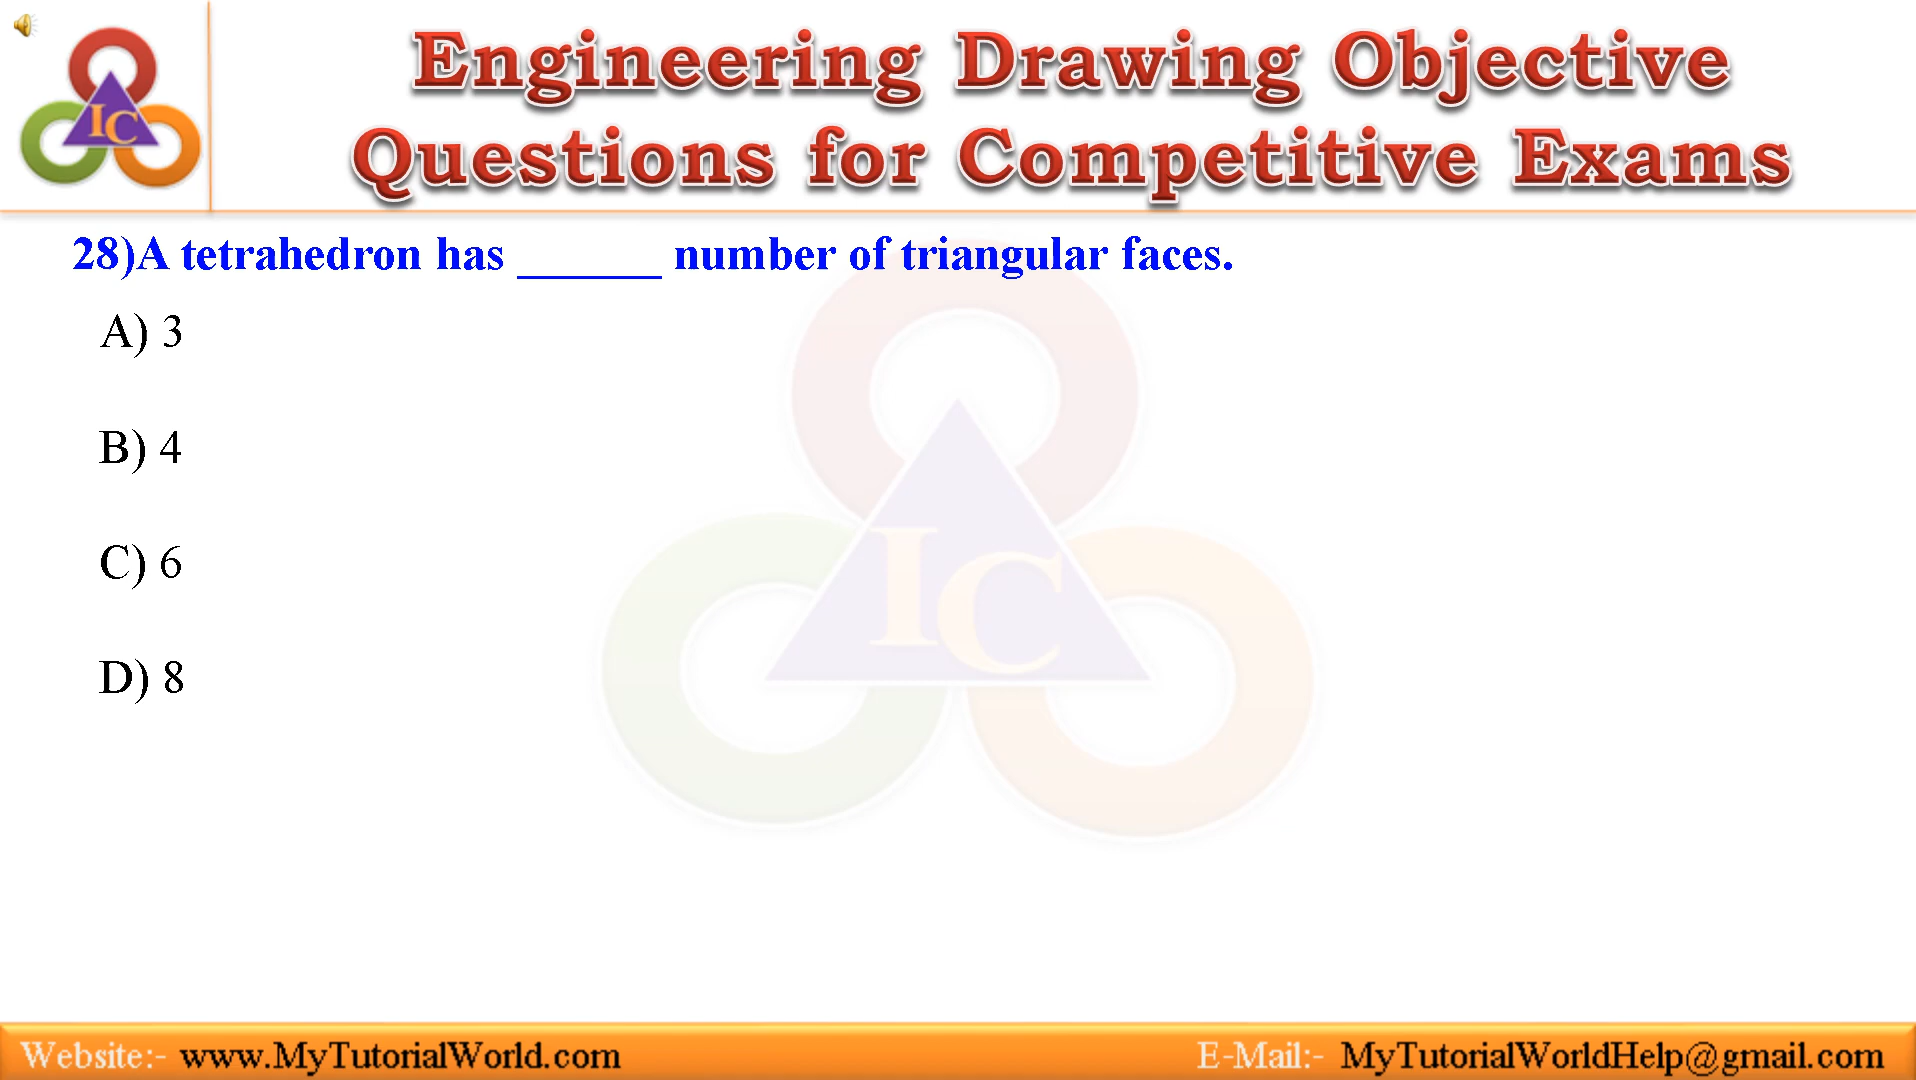 IC
Engineering Drawing Objective
Questions for Competitive Exams
28)A tetrahedron has ______ number of triangular faces.
A) 3
B) 4
C) 6
D) 8
IC
Website:- www.MyTutorialWorld.com
E-Mail:- MyTutorialWorldHelp@gmail.com